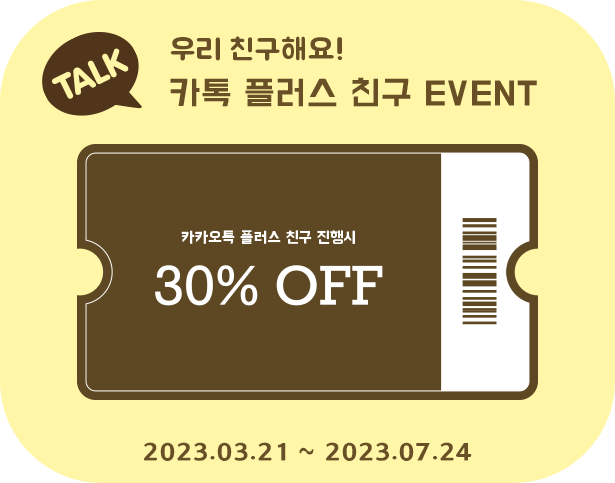 TALK
우리 친구해요!
카톡 플러스 친구 EVENT
카카오톡 플러스 친구 진행시
30% OFF
2023.03.21 ~ 2023.07.24